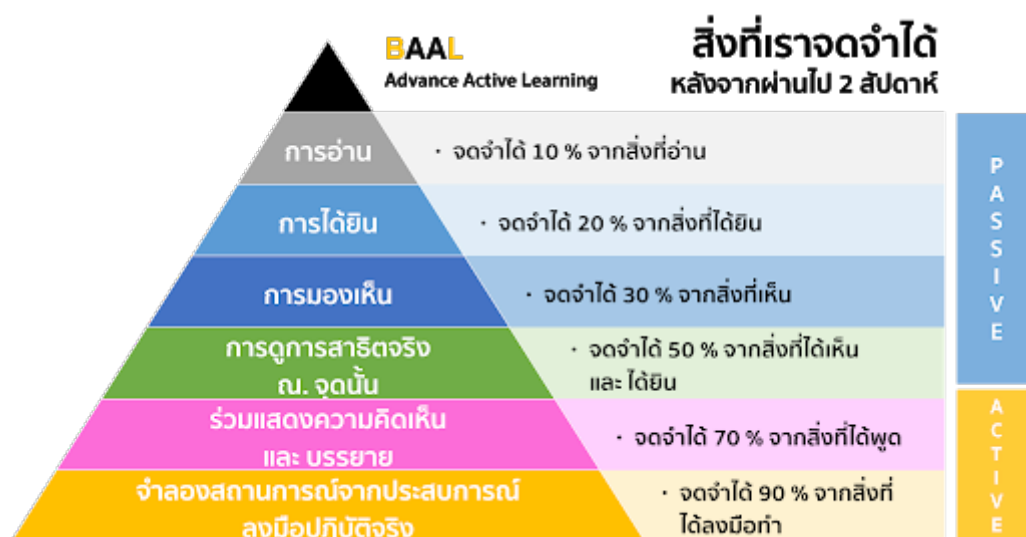 BAAL
Advance Active Learning
สิ่งที่เราจดจำได้
หลังจากผ่านไป 2 สัปดาห์
การอ่าน
· จดจำได้ 10 % จากสิ่งที่อ่าน
การได้ยิน
· จดจำได้ 20 % จากสิ่งที่ได้ยิน
การมองเห็น
· จดจำได้ 30 % จากสิ่งที่เห็น
การดูการสาธิตจริง
ณ. จุดนั้น
· จดจำได้ 50 % จากสิ่งที่ได้เห็น
และ ได้ยิน
ร่วมแสดงความคิดเห็น
และ บรรยาย
· จดจำได้ 70 % จากสิ่งที่ได้พูด
จำลองสถานการณ์จากประสบการณ์
ลงมือปฏิบัติจริง
· จดจำได้ 90 % จากสิ่งที่
ได้ลงมือทำ
PASSIVE
ACTIVE